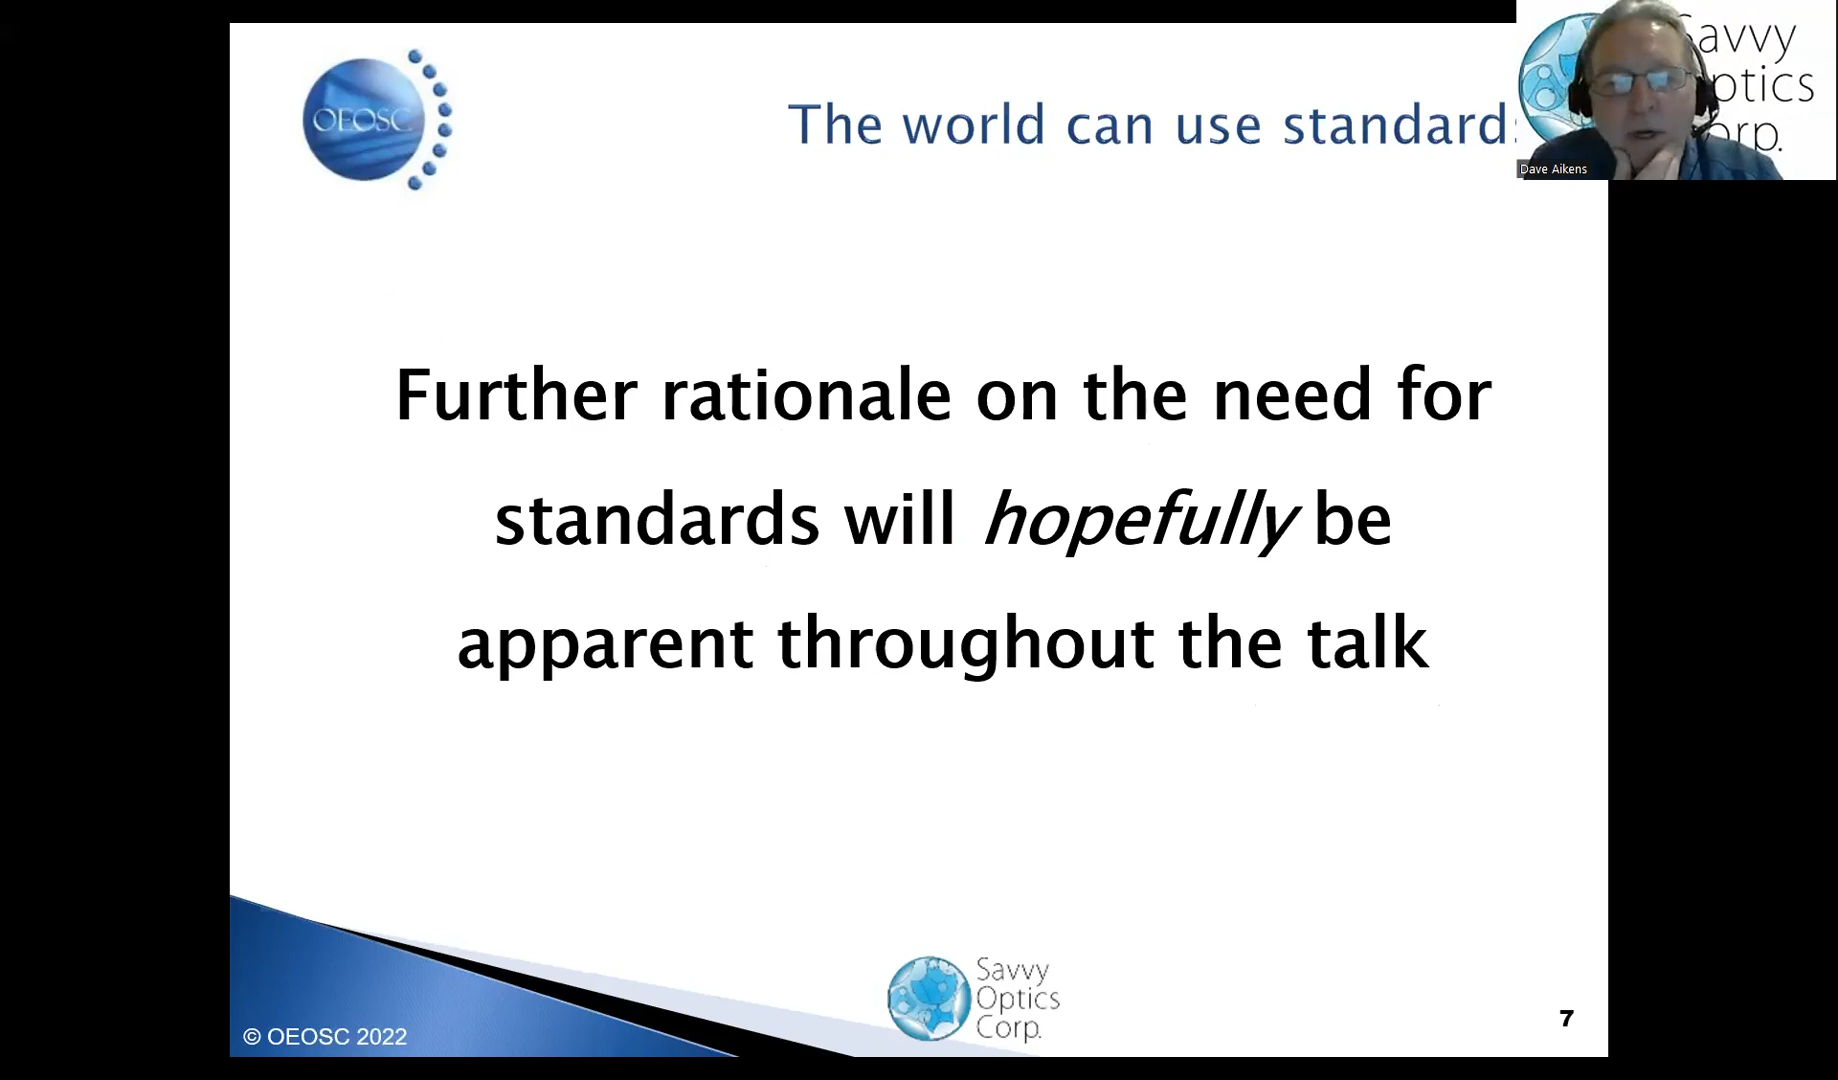 OEOSC
The world can use standards
Savvy
Optics
Corp.
Dave Aikens
Further rationale on the need for
standards will hopefully be
apparent throughout the talk
Savvy
Optics
Corp.
© OEOSC 2022
7